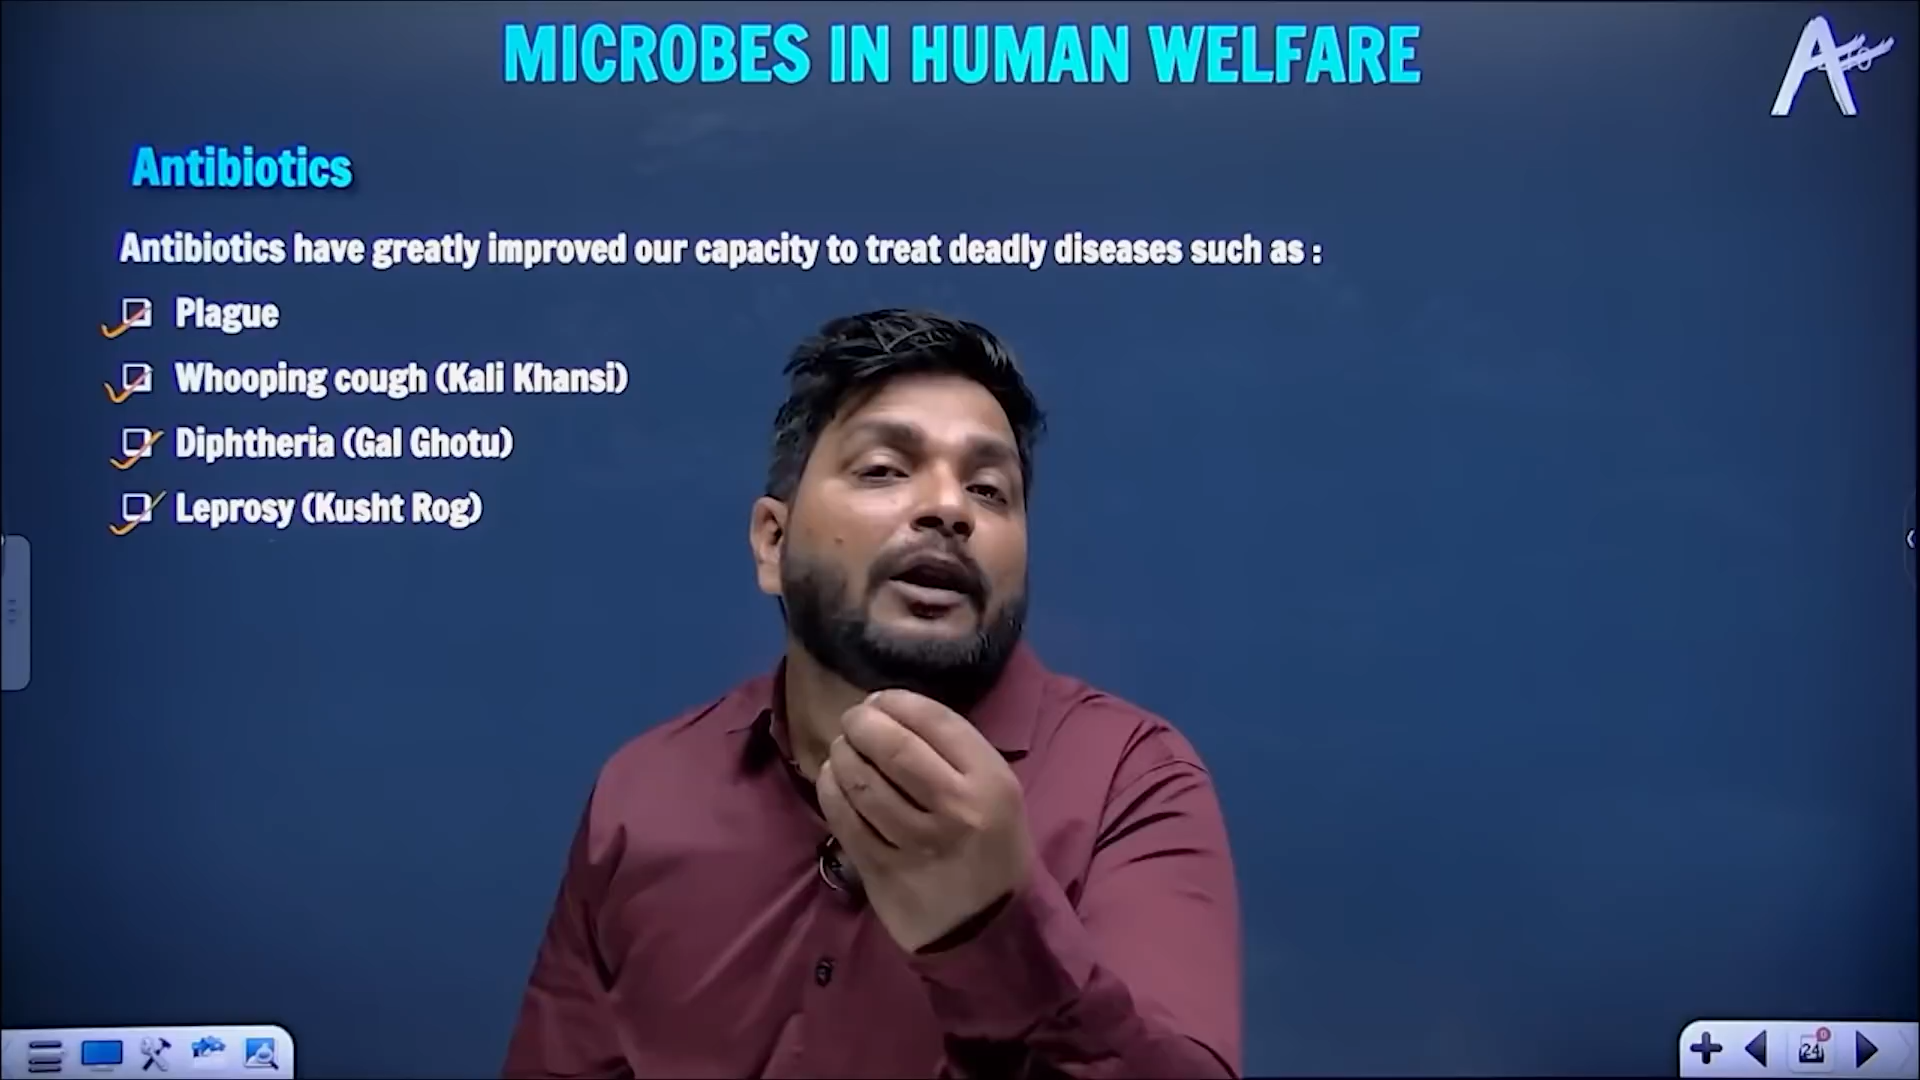 MICROBES IN HUMAN WELFARE
Antibiotics
Antibiotics have greatly improved our capacity to treat deadly diseases such as :
Plague
Whooping cough (Kali Khansi)
Diphtheria (Gal Ghotu)
Leprosy (Kusht Rog)
24
0